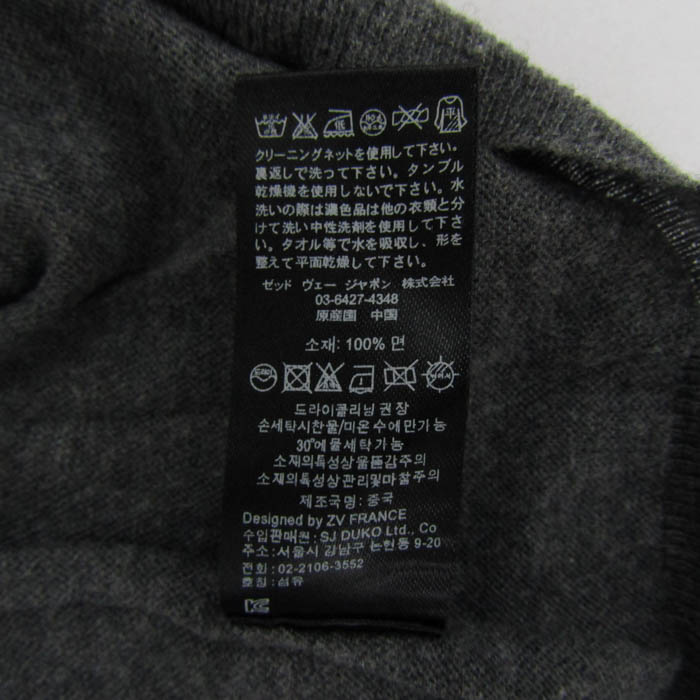 クリーニングネットを使用して下さい。
裏返しで洗って下さい。タンブル
乾燥機を使用しないで下さい。水
洗いの際は濃色品は他の衣類と分
けて洗い中性洗剤を使用して下さ
い。タオル等で水を吸収し、形を
整えて平面乾燥して下さい。
ゼッド ヴェー ジャポン 株式会社
03-6427-4348
原産国 中国
소재: 100% 면
드라이클리닝 권장
손세탁시찬물/미온 수에만가능
30°에물세탁가능
소재의특성상올뜯김주의
소재의특성상관리및마찰주의
제조국명: 중국
Designed by ZV FRANCE
수입판매원: SJ DUKO Ltd., Co
주소: 서울시 강남구 논현동 9-20
전화: 02-2106-3552
호칭: 섬유